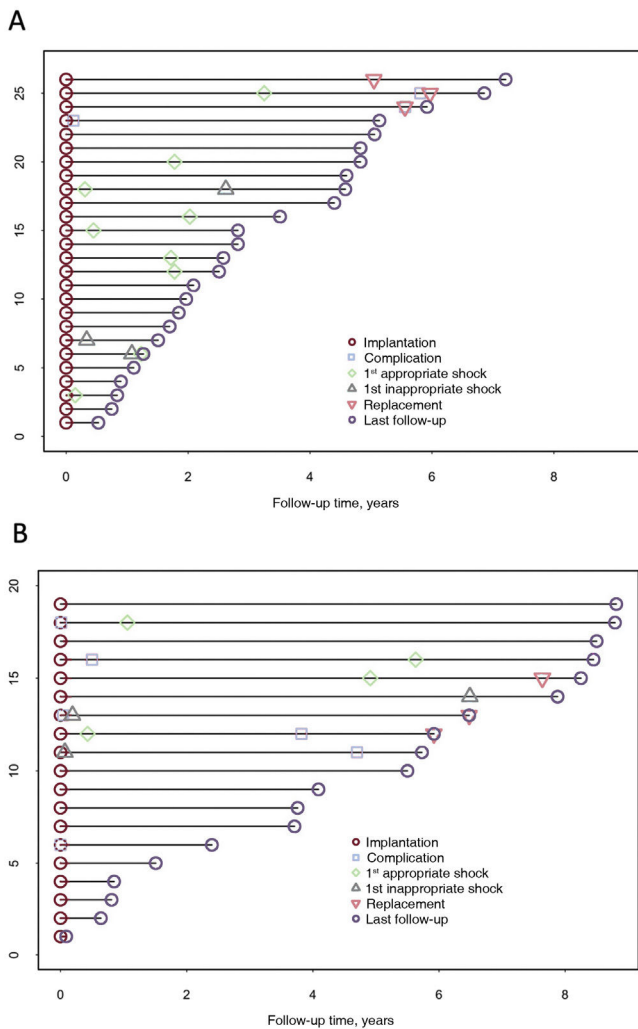 A
25
20
15
10
5
0
Implantation
Complication
1st appropriate shock
1st inappropriate shock
Replacement
Last follow-up
0 2 4 6 8
Follow-up time, years
B
20
15
10
5
0
Implantation
Complication
1st appropriate shock
1st inappropriate shock
Replacement
Last follow-up
0 2 4 6 8
Follow-up time, years